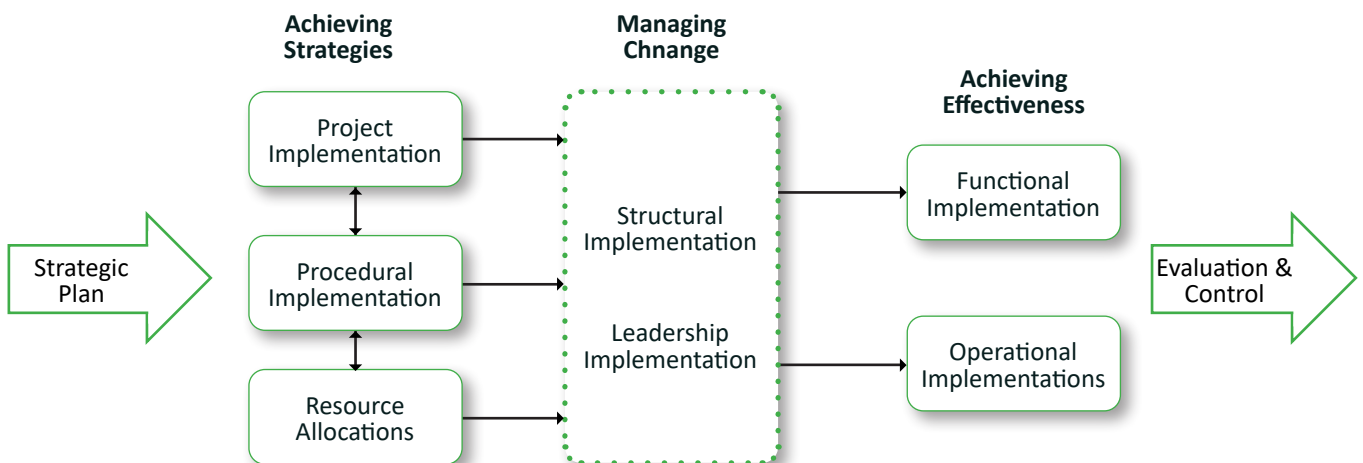 Achieving
Strategies
Managing
Chnange
Achieving
Effectiveness
Project
Implementation
Functional
Implementation
Structural
Implementation
Strategic
Plan
Procedural
Implementation
Evaluation &
Control
Leadership
Implementation
Operational
Implementations
Resource
Allocations